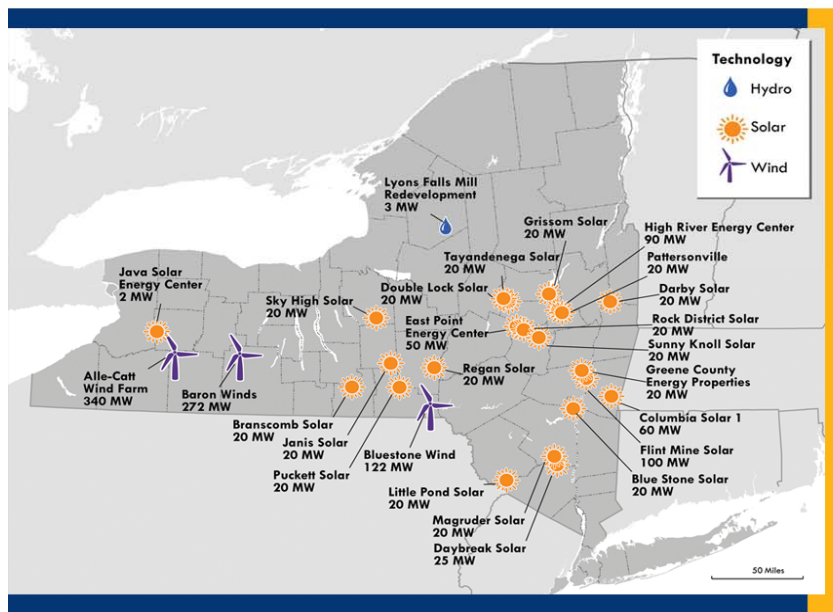 Technology
Hydro
Solar
Wind
Lyons Falls Mill
Redevelopment
3 MW
Grissom Solar
20 MW
High River Energy Center
90 MW
Tayandenega Solar
20 MW
Pattersonville
20 MW
Java Solar
Energy Center
2 MW
Sky High Solar
20 MW
Double Lock Solar
20 MW
Darby Solar
20 MW
East Point
Energy Center
50 MW
Rock District Solar
20 MW
Sunny Knoll Solar
20 MW
Alle-Catt
Wind Farm
340 MW
Baron Winds
272 MW
Regan Solar
20 MW
Greene County
Energy Properties
20 MW
Branscomb Solar
20 MW
Columbia Solar 1
60 MW
Janis Solar
20 MW
Bluestone Wind
122 MW
Flint Mine Solar
100 MW
Puckett Solar
20 MW
Blue Stone Solar
20 MW
Little Pond Solar
20 MW
Magruder Solar
20 MW
Daybreak Solar
25 MW
50 Miles